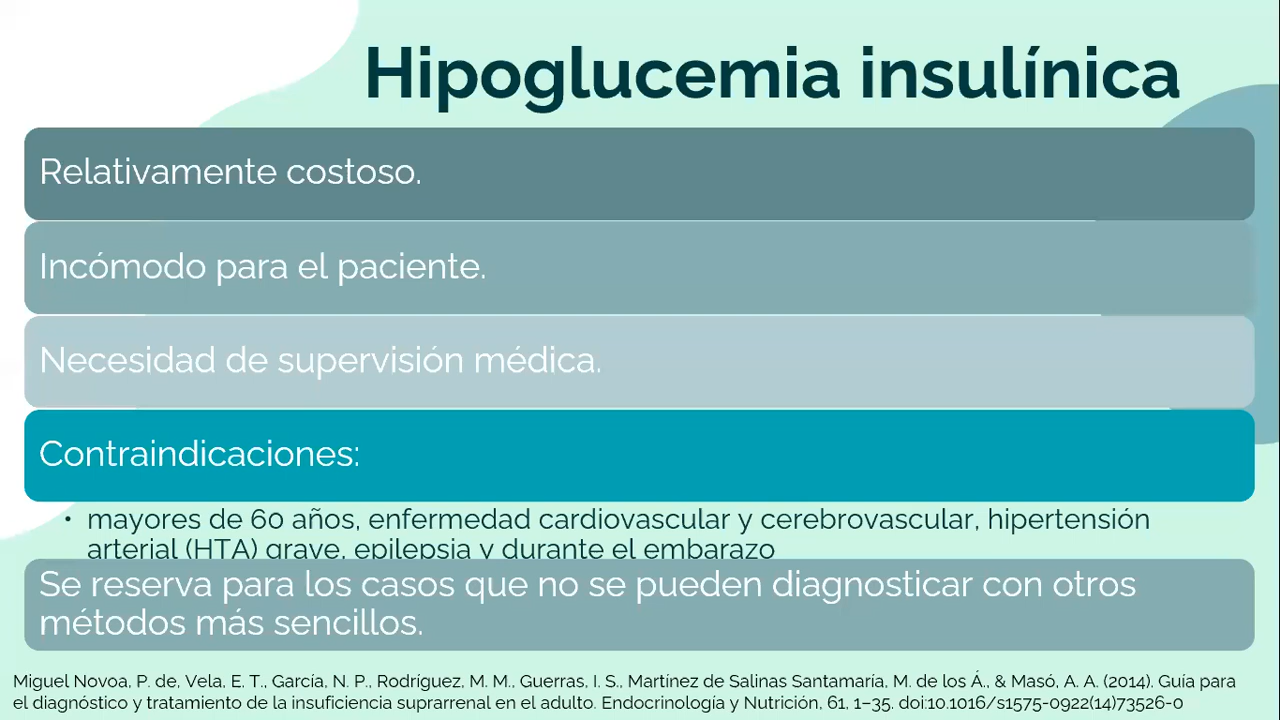 Hipoglucemia insulínica
Relativamente costoso.
Incómodo para el paciente.
Necesidad de supervisión médica.
Contraindicaciones:
• mayores de 60 años, enfermedad cardiovascular y cerebrovascular, hipertensión
arterial (HTA) grave, epilepsia y durante el embarazo
Se reserva para los casos que no se pueden diagnosticar con otros
métodos más sencillos.
Miguel Novoa, P. de, Vela, E. T., García, N. P., Rodríguez, M. M., Guerras, I. S., Martínez de Salinas Santamaría, M. de los Á., & Masó, A. A. (2014). Guía para
el diagnóstico y tratamiento de la insuficiencia suprarrenal en el adulto. Endocrinología y Nutrición, 61, 1–35. doi:10.1016/s1575-0922(14)73526-0